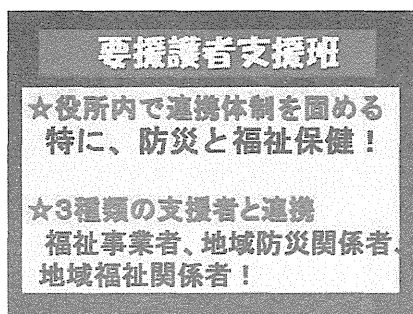 要援護者支援班
☆役所内で連携体制を固める
特に、防災と福祉保健！
☆3種類の支援者と連携
福祉事業者、地域防災関係者、
地域福祉関係者！